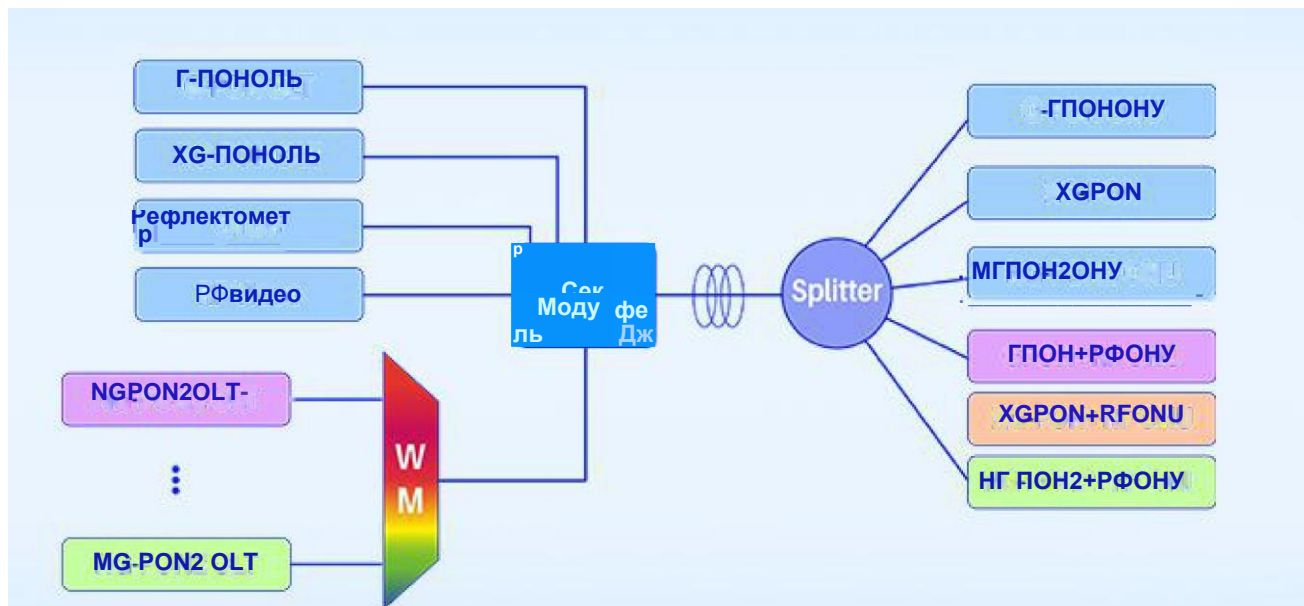 Г-ПОНОЛЬ
XG-ПОНОЛЬ
Рефлектомет
р
РФвидео
NGPON2OLT-
MG-PON2 OLT
W
M
р
Сек
Моду фе
ль Дж
Splitter
-ГПОНОНУ
XGPON
МГПОН2ОНУ
ГПОН+РФОНУ
XGPON+RFONU
НГ ПОН2+РФОНУ